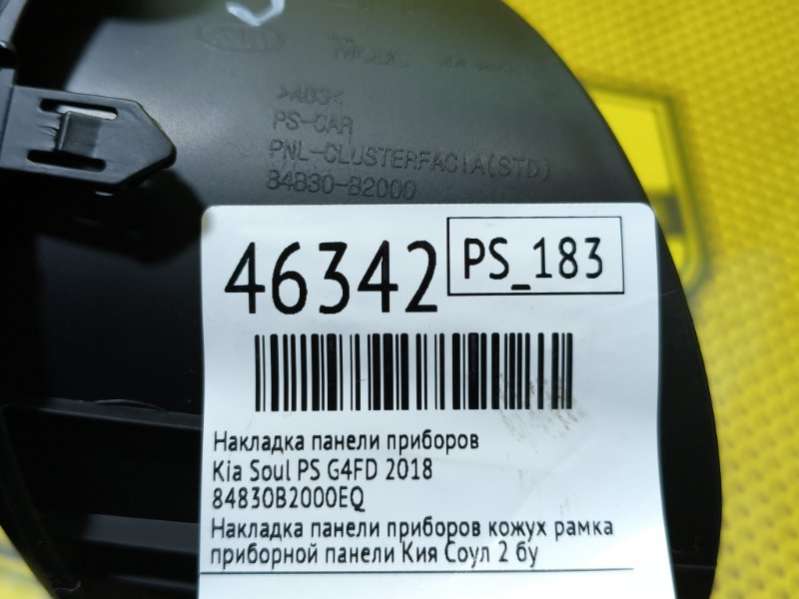 >ABS<
PS-CAR
PNL-CLUSTERFACIA(STD)
84830-B2000
46342
PS_183
Накладка панели приборов
Kia Soul PS G4FD 2018
84830B2000EQ
Накладка панели приборов кожух рамка
приборной панели Кия Соул 2 бу